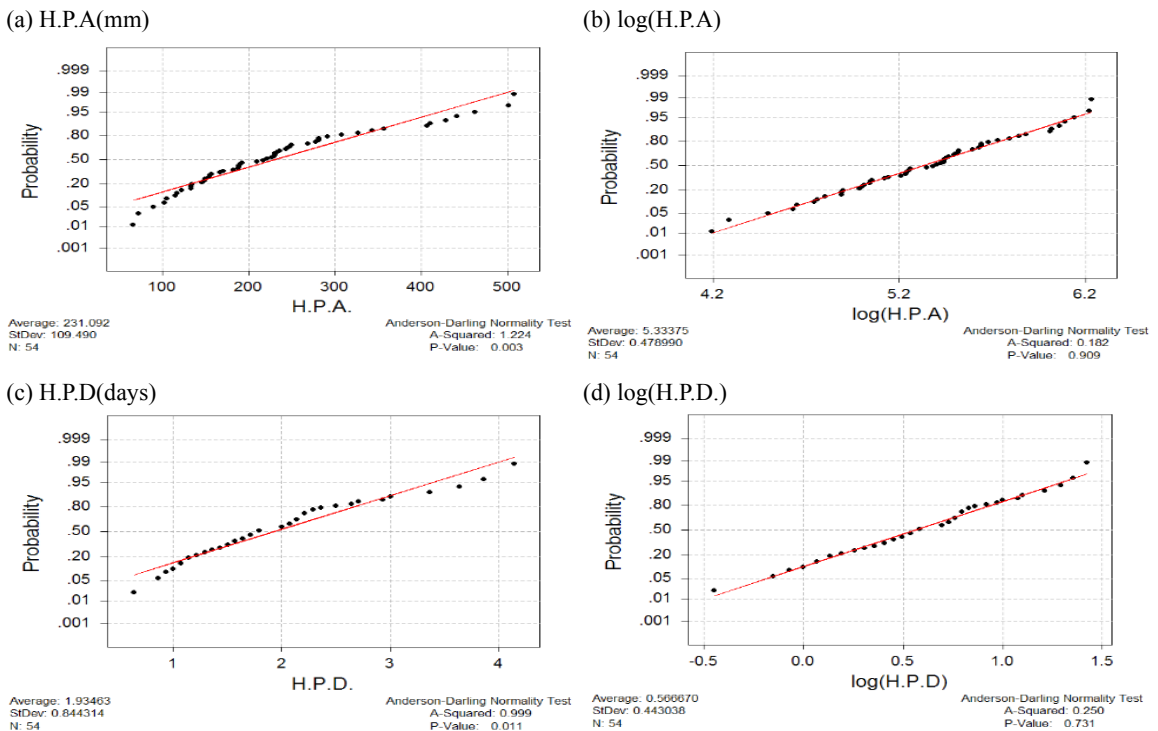 (a) H.P.A(mm)
.999
.99
.95
.80
.50
.20
.05
.01
.001
Probability
100 200 300 400 500
H.P.A.
Average: 231.092
StDev: 109.490
N: 54
Anderson-Darling Normality Test
A-Squared: 1.224
P-Value: 0.003
(b) log(H.P.A)
.999
.99
.95
.80
.50
.20
.05
.01
.001
Probability
4.2 5.2 6.2
log(H.P.A)
Average: 5.33375
StDev: 0.478990
N: 54
Anderson-Darling Normality Test
A-Squared: 0.182
P-Value: 0.909
(c) H.P.D(days)
.999
.99
.95
.80
.50
.20
.05
.01
.001
Probability
1 2 3 4
H.P.D.
Average: 1.93463
StDev: 0.844314
N: 54
Anderson-Darling Normality Test
A-Squared: 0.999
P-Value: 0.011
(d) log(H.P.D.)
.999
.99
.95
.80
.50
.20
.05
.01
.001
Probability
-0.5 0.0 0.5 1.0 1.5
log(H.P.D)
Average: 0.566670
StDev: 0.443038
N: 54
Anderson-Darling Normality Test
A-Squared: 0.250
P-Value: 0.731